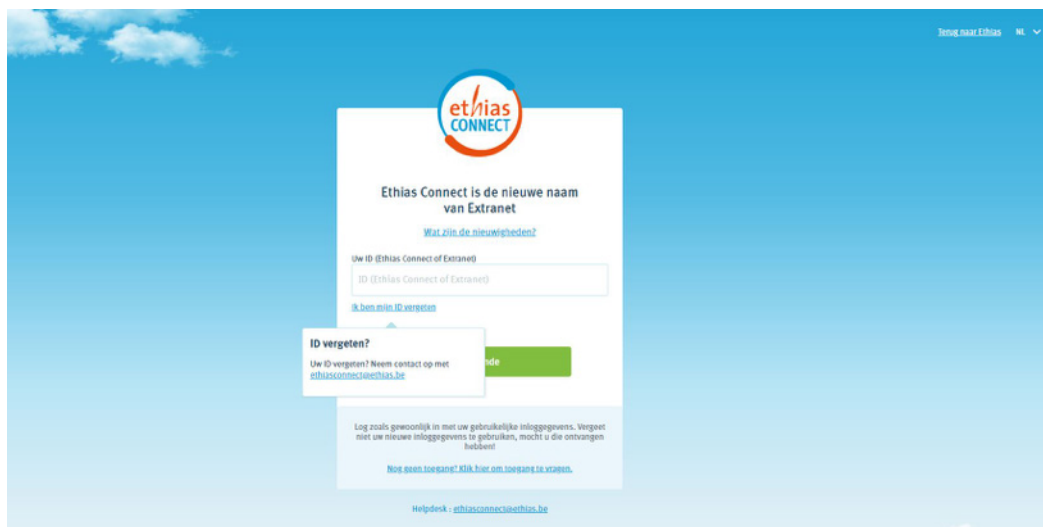 Terug naar Ethias NL
ethias
CONNECT
Ethias Connect is de nieuwe naam
van Extranet
Wat zijn de nieuwigheden?
Uw ID (Ethias Connect of Extranet)
ID (Ethias Connect of Extranet)
Ik ben mijn ID vergeten
ID vergeten?
Uw ID vergeten? Neem contact op met
ethiasconnect@ethias.be
nde
Log zoals gewoonlijk in met uw gebruikelijke inloggegevens. Vergeet
niet uw nieuwe inloggegevens te gebruiken, mocht u die ontvangen
hebben!
Nog geen toegang? Klik hier om toegang te vragen.
Helpdesk : ethiasconnect@ethias.be